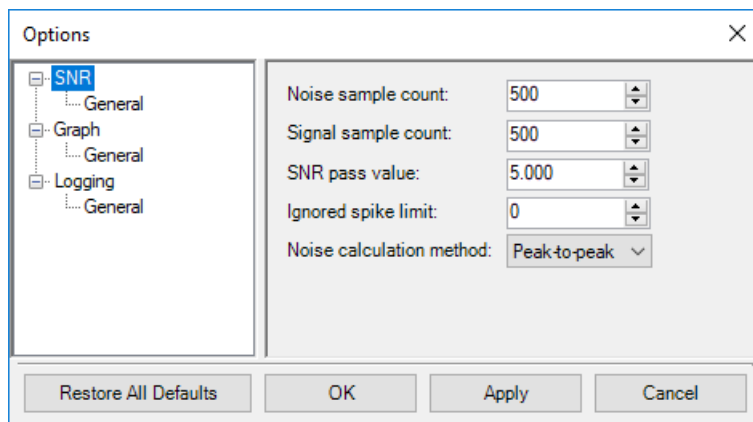 Options
SNR
General
Graph
General
Logging
General
Noise sample count: 500
Signal sample count: 500
SNR pass value: 5.000
Ignored spike limit: 0
Noise calculation method: Peak-to-peak
Restore All Defaults OK Apply Cancel